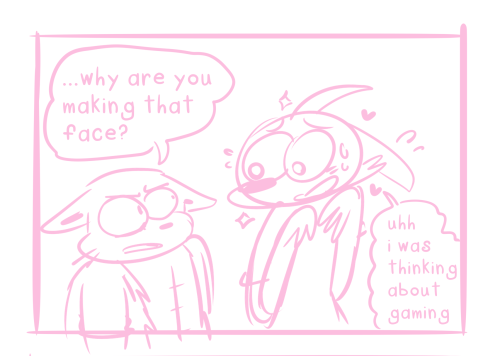 ...why are you
making that
face?
uhh
i was
thinking
about
gaming